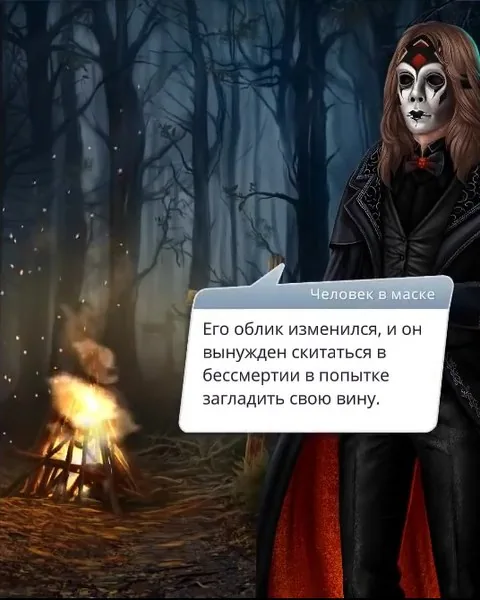 Человек в маске
Его облик изменился, и он
вынужден скитаться в
бессмертии в попытке
загладить свою вину.